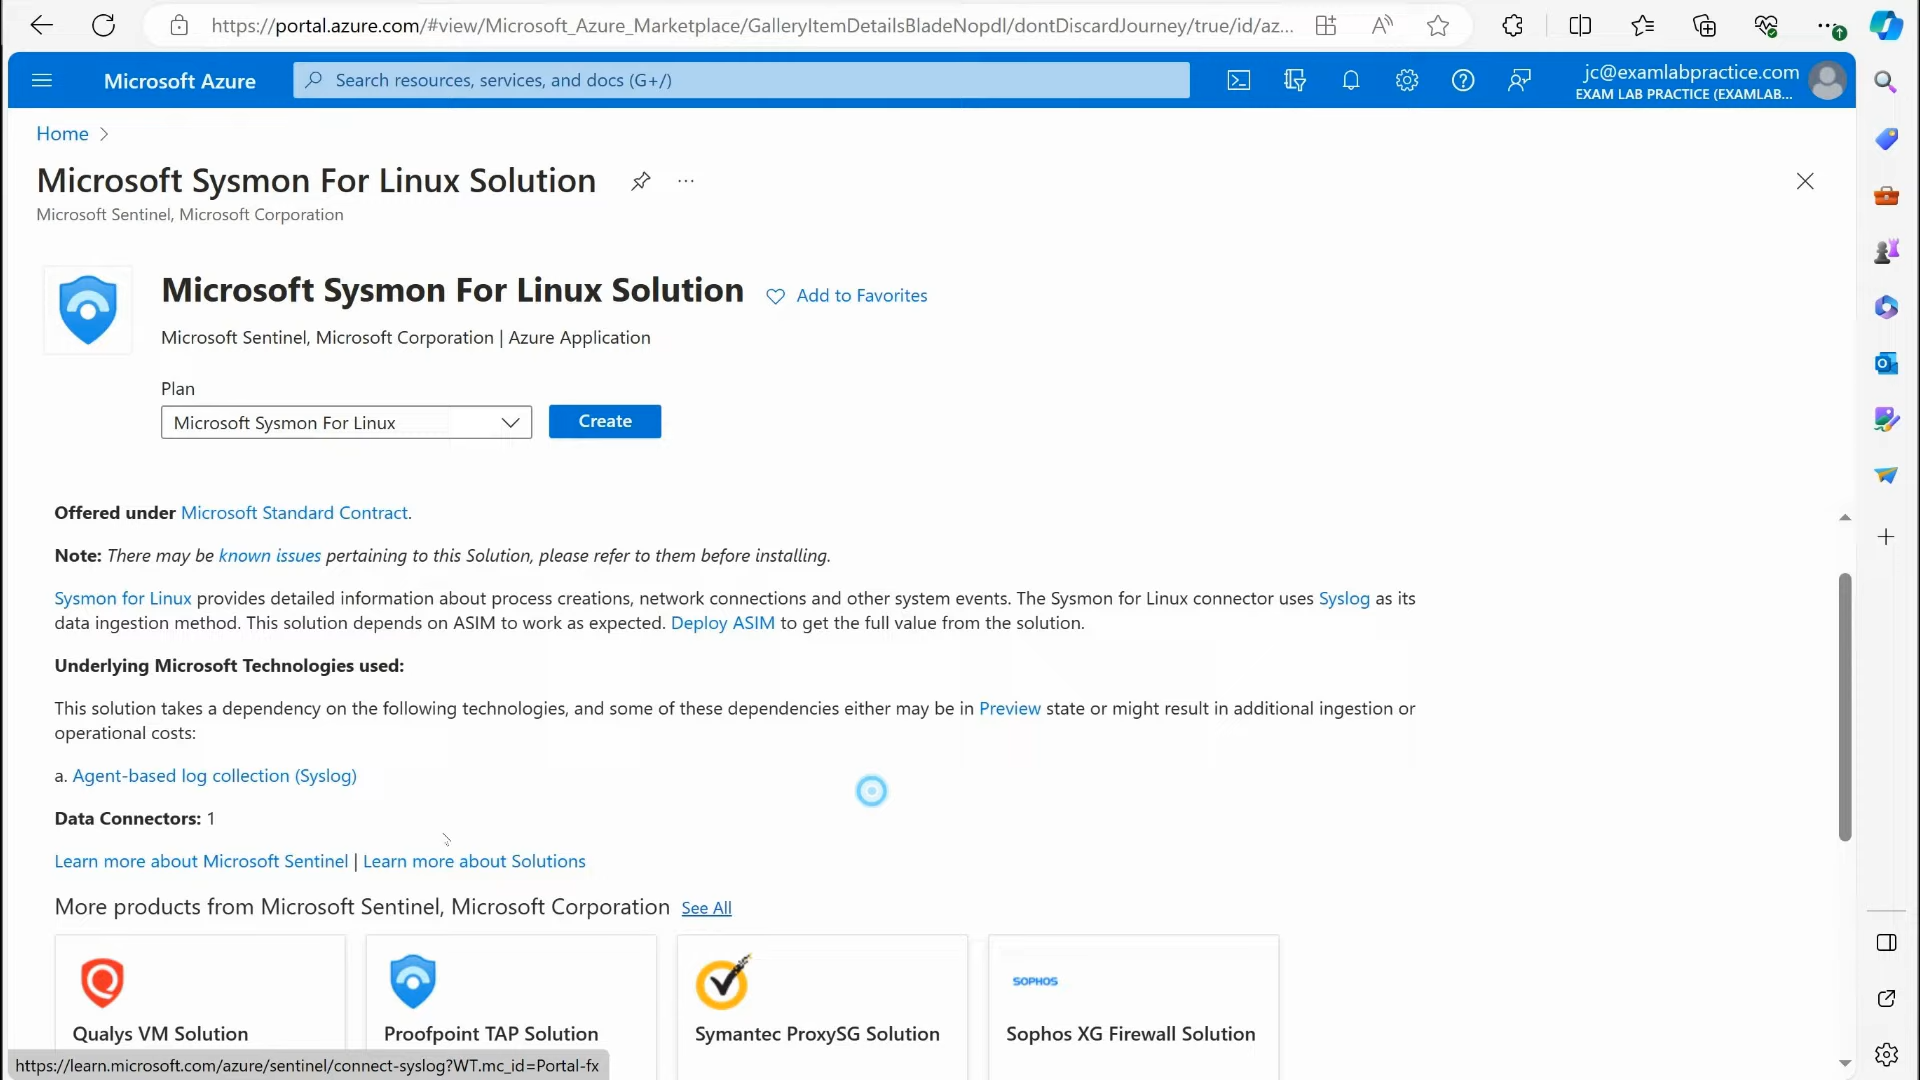 https://portal.azure.com/#view/Microsoft_Azure_Marketplace/GalleryItemDetailsBladeNopdl/dontDiscardJourney/true/id/az...
Microsoft Azure
Search resources, services, and docs (G+/)
jc@examlabpractice.com
EXAM LAB PRACTICE (EXAMLAB...
Home
Microsoft Sysmon For Linux Solution
Microsoft Sentinel, Microsoft Corporation
Microsoft Sysmon For Linux Solution
Add to Favorites
Microsoft Sentinel, Microsoft Corporation | Azure Application
Plan
Microsoft Sysmon For Linux
Create
Offered under Microsoft Standard Contract.
Note: There may be known issues pertaining to this Solution, please refer to them before installing.
Sysmon for Linux provides detailed information about process creations, network connections and other system events. The Sysmon for Linux connector uses Syslog as its
data ingestion method. This solution depends on ASIM to work as expected. Deploy ASIM to get the full value from the solution.
Underlying Microsoft Technologies used:
This solution takes a dependency on the following technologies, and some of these dependencies either may be in Preview state or might result in additional ingestion or
operational costs:
a. Agent-based log collection (Syslog)
Data Connectors: 1
Learn more about Microsoft Sentinel | Learn more about Solutions
More products from Microsoft Sentinel, Microsoft Corporation See All
SOPHOS
Qualys VM Solution
Proofpoint TAP Solution
Symantec ProxySG Solution
Sophos XG Firewall Solution
https://learn.microsoft.com/azure/sentinel/connect-syslog?WT.mc_id=Portal-fx